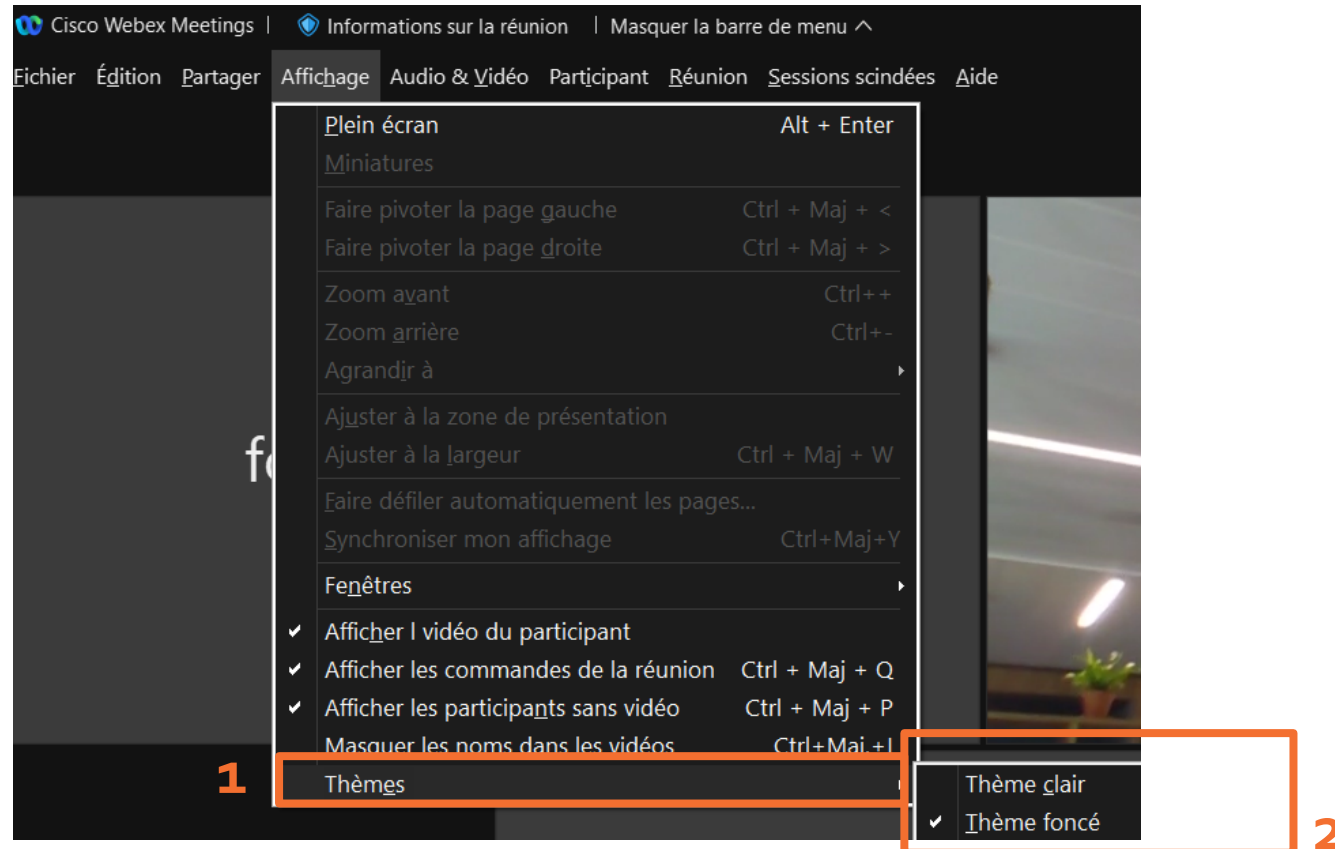 Cisco Webex Meetings | Informations sur la réunion | Masquer la barre de menu
Fichier Édition Partager Affichage Audio & Vidéo Participant Réunion Sessions scindées Aide
Plein écran Alt + Enter
Miniatures
Faire pivoter la page gauche Ctrl + Maj + <
Faire pivoter la page droite Ctrl + Maj + >
Zoom avant Ctrl++
Zoom arrière Ctrl+-
Agrandir à
Ajuster à la zone de présentation
Ajuster à la largeur Ctrl + Maj + W
Faire défiler automatiquement les pages...
Synchroniser mon affichage Ctrl+Maj+Y
Fenêtres
Afficher l vidéo du participant
Afficher les commandes de la réunion Ctrl + Maj + Q
Afficher les participants sans vidéo Ctrl + Maj + P
Masquer les noms dans les vidéos
1 Thèmes
Thème clair
Thème foncé
2